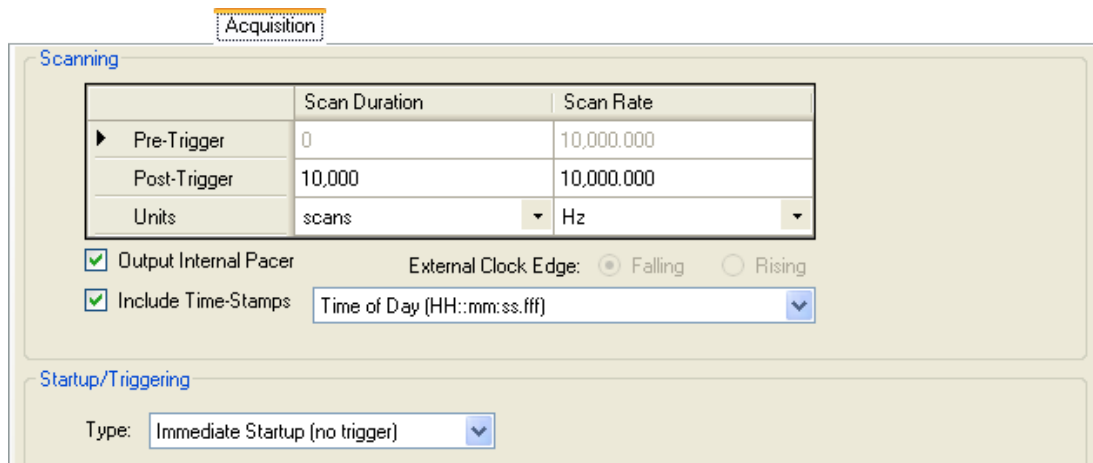 Acquisition
Scanning
Scan Duration Scan Rate
Pre-Trigger 0 10,000.000
Post-Trigger 10,000 10,000.000
Units scans Hz
Output Internal Pacer External Clock Edge: Falling Rising
Include Time-Stamps Time of Day (HH::mm:ss.fff)
Startup/Triggering
Type: Immediate Startup (no trigger)